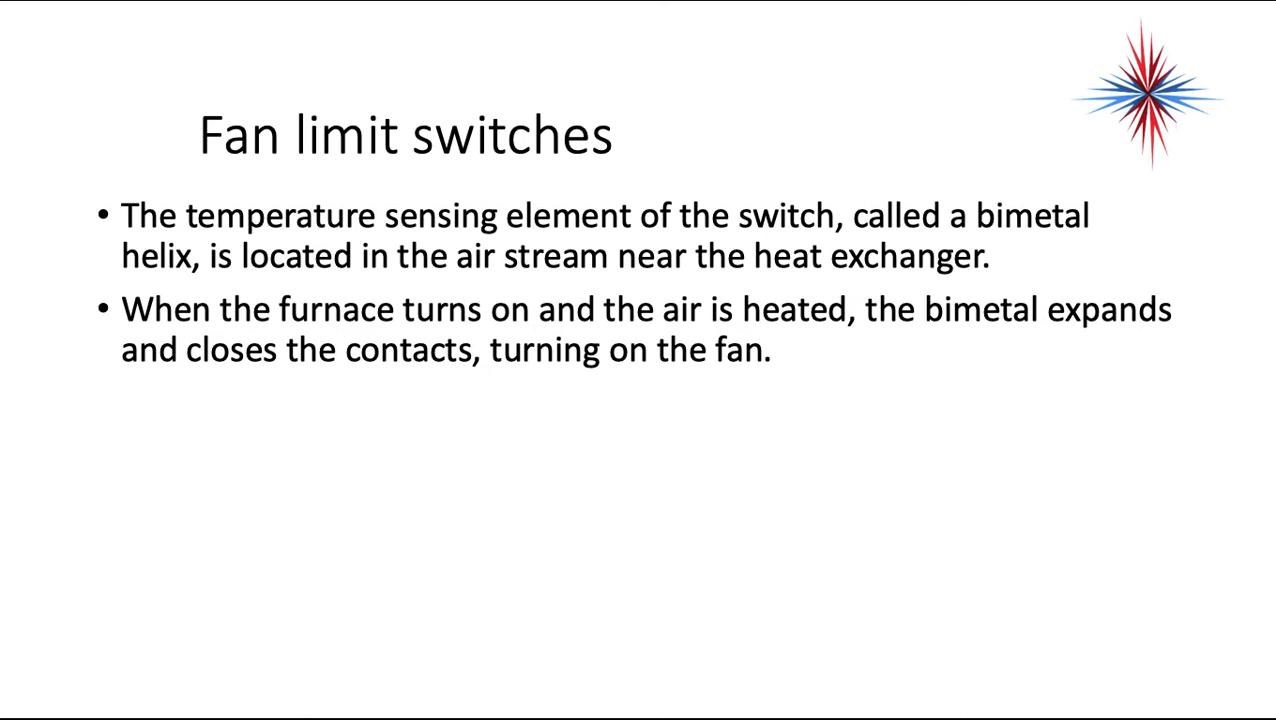 Fan limit switches
• The temperature sensing element of the switch, called a bimetal
helix, is located in the air stream near the heat exchanger.
• When the furnace turns on and the air is heated, the bimetal expands
and closes the contacts, turning on the fan.